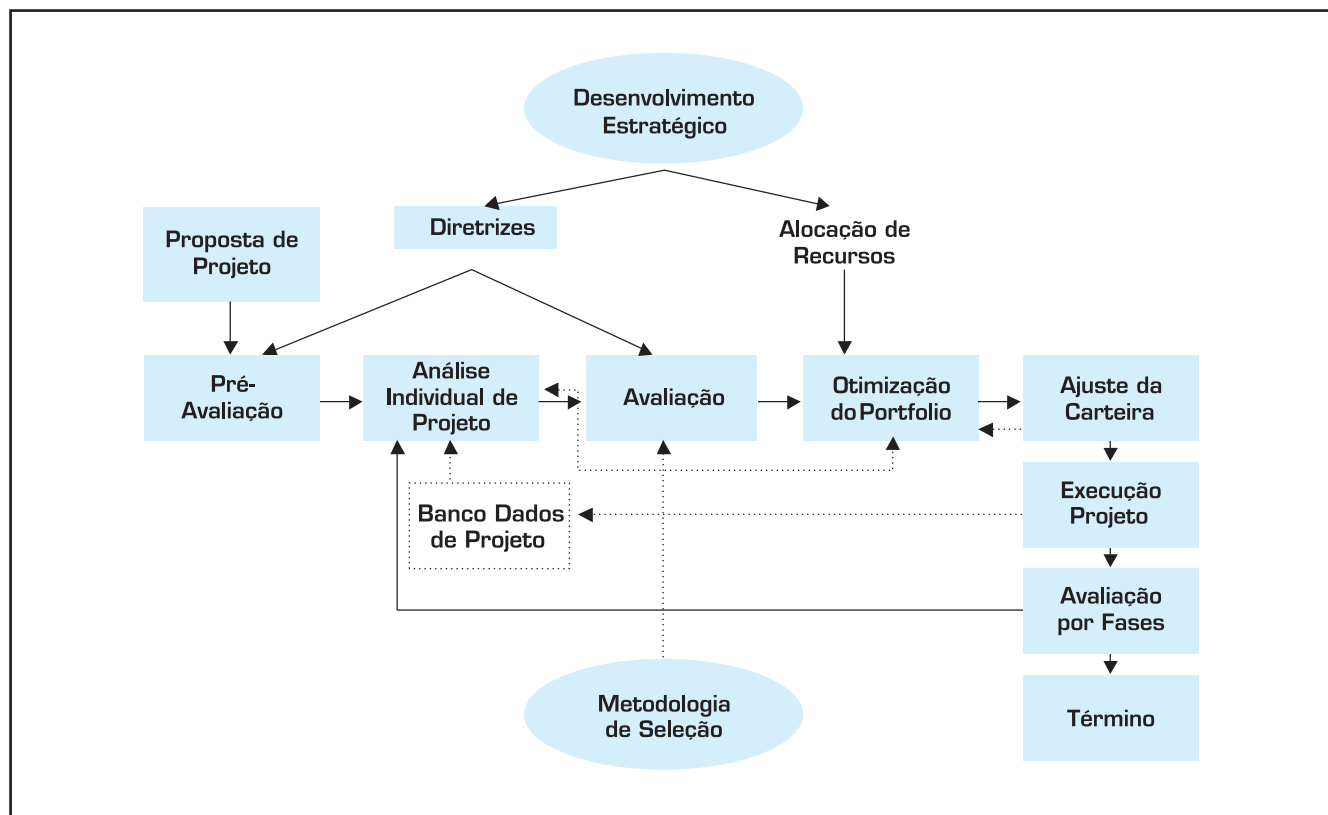 Desenvolvimento
Estratégico
Diretrizes
Alocação de
Recursos
Proposta de
Projeto
Pré-
Avaliação
Análise
Individual de
Projeto
Avaliação
Otimização
do Portfolio
Ajuste da
Carteira
Banco Dados
de Projeto
Execução
Projeto
Avaliação
por Fases
Metodologia
de Seleção
Término